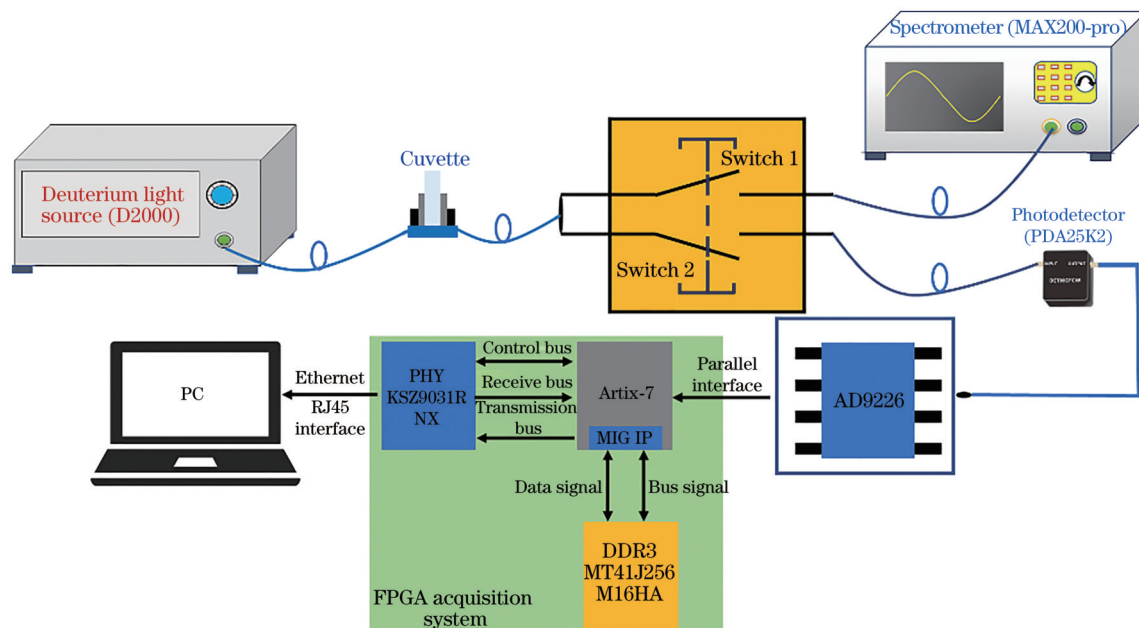 Spectrometer (MAX200-pro)
Deuterium light
source (D2000)
Cuvette
Switch 1
Switch 2
Photodetector
(PDA25K2)
INPUT OUTPUT
PC
Ethernet
RJ45
interface
PHY
KSZ9031R
NX
Control bus
Receive bus
Transmission
bus
Artix-7
MIG IP
Parallel
interface
AD9226
Data signal
Bus signal
DDR3
MT41J256
M16HA
FPGA acquisition
system